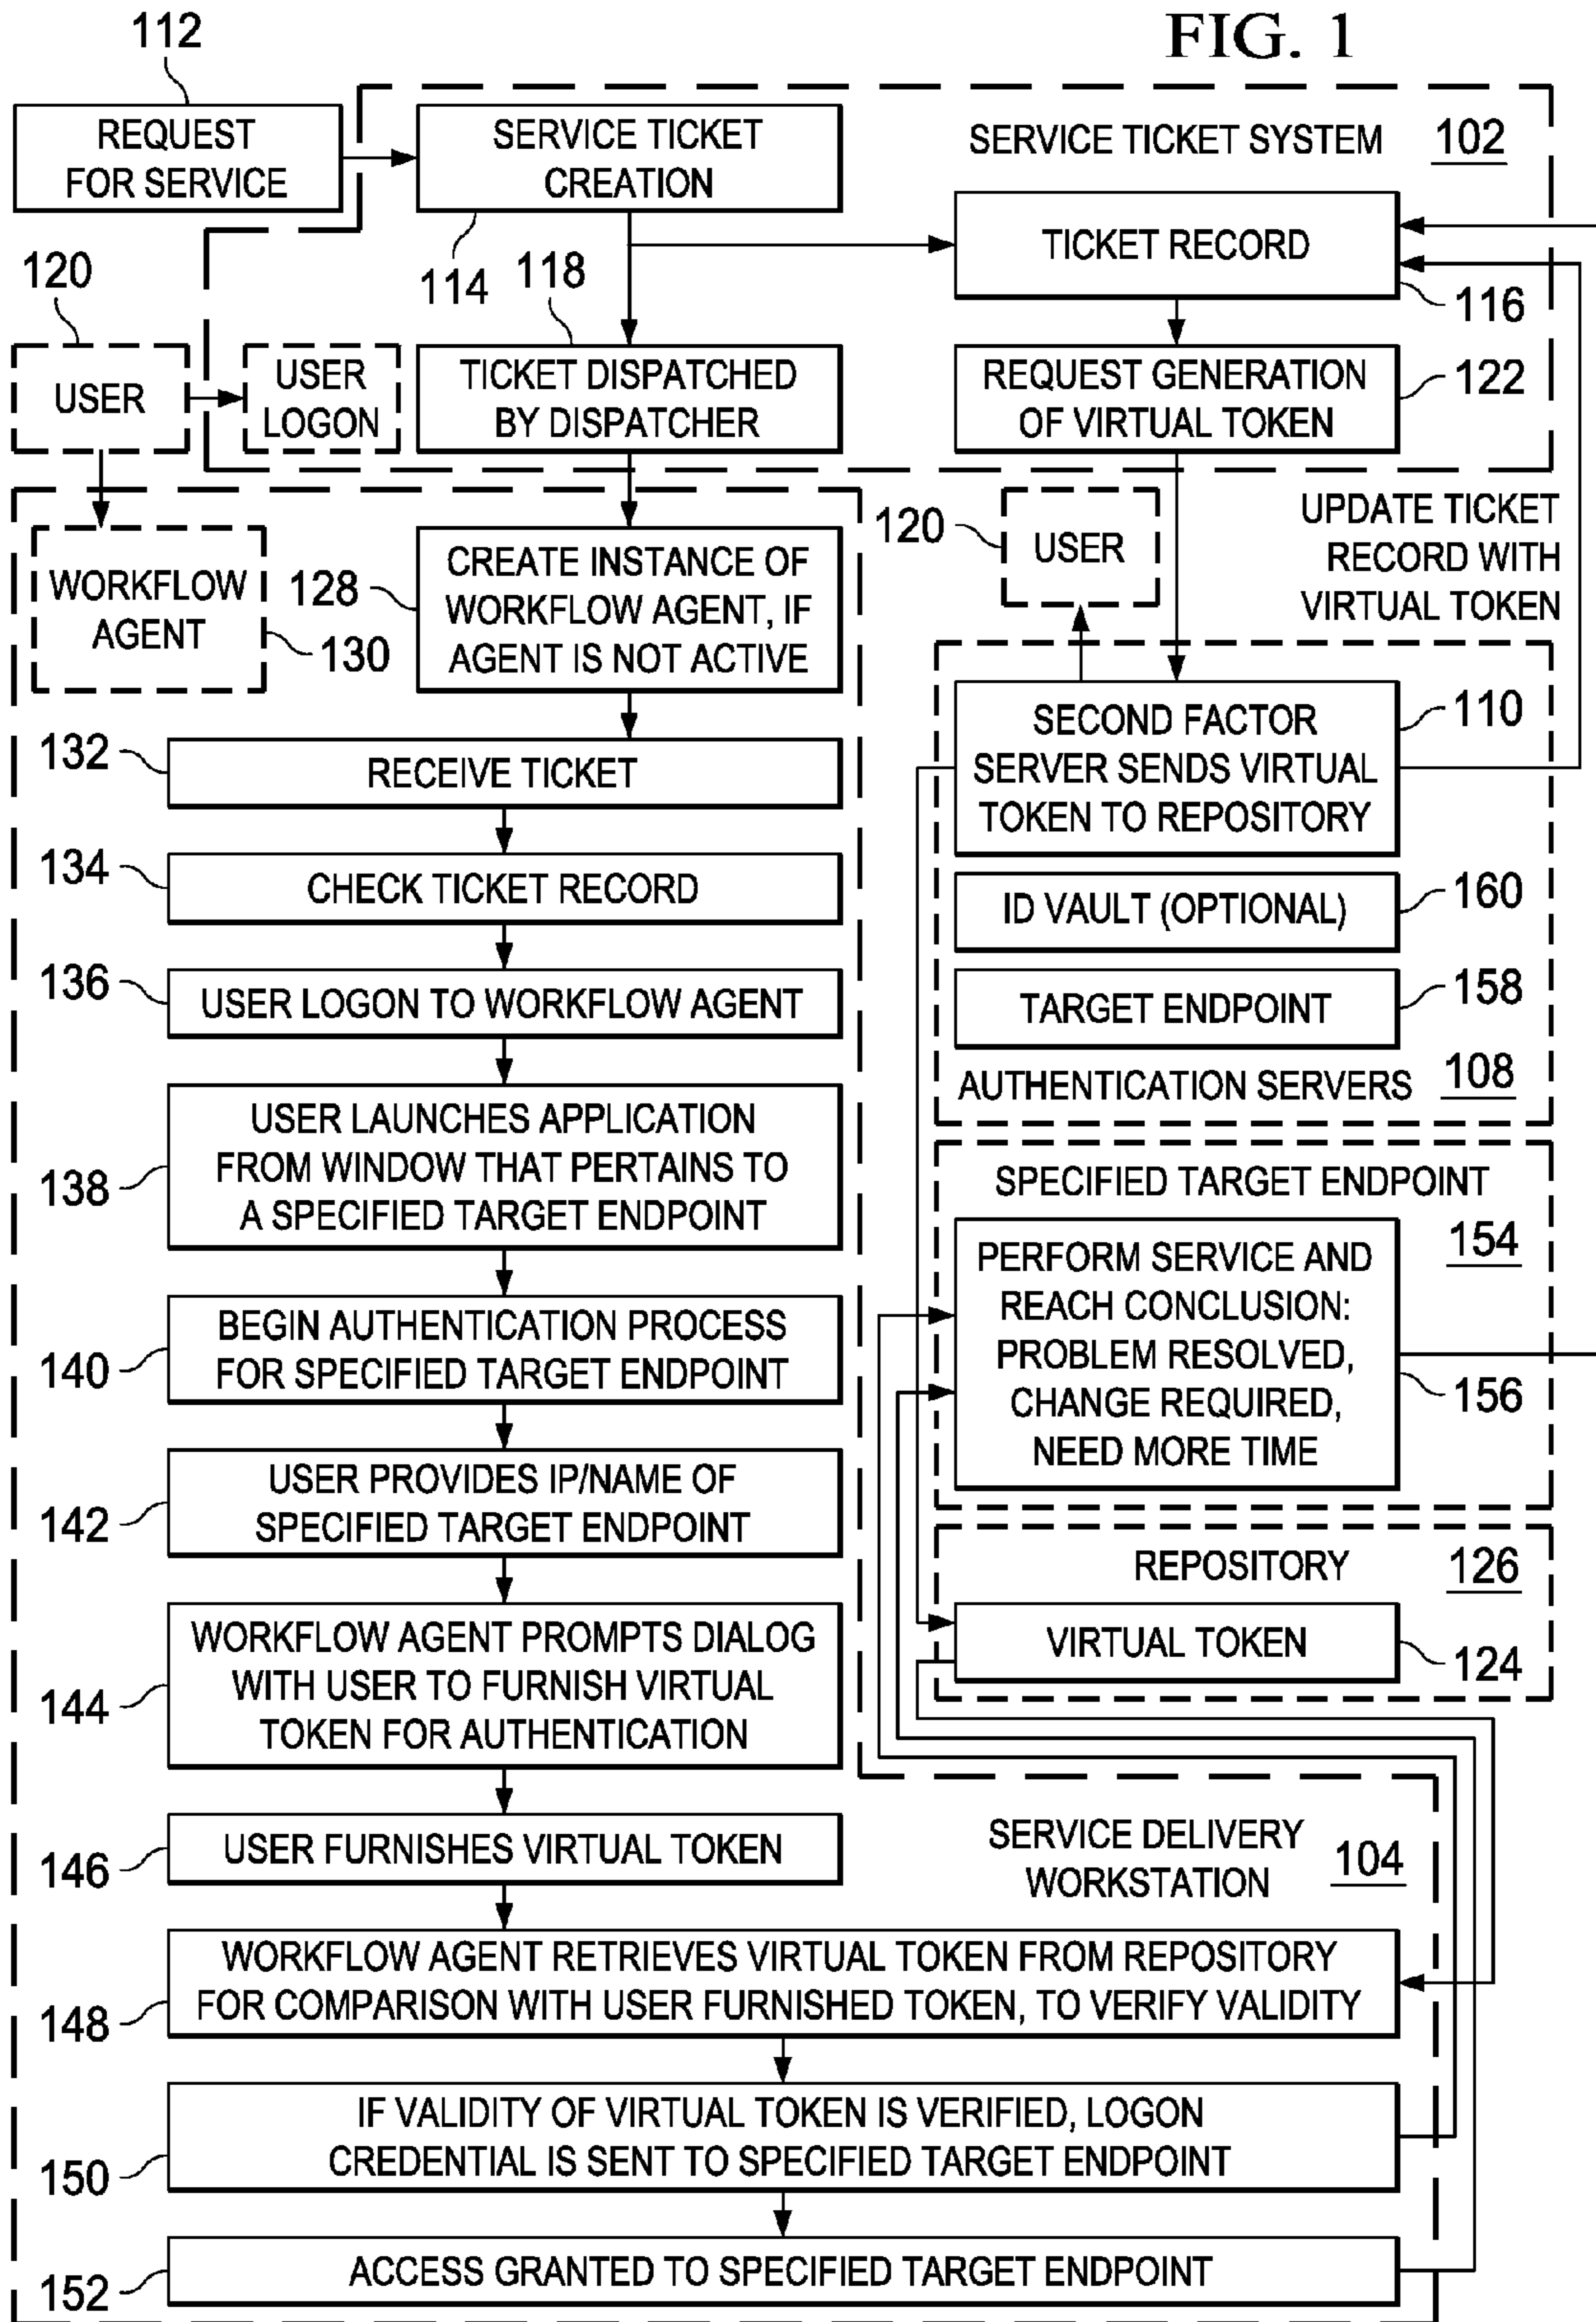 FIG. 1
112
REQUEST
FOR SERVICE
SERVICE TICKET
CREATION
114
SERVICE TICKET SYSTEM 102
TICKET RECORD
116
120
USER
USER
LOGON
118
TICKET DISPATCHED
BY DISPATCHER
REQUEST GENERATION
OF VIRTUAL TOKEN
122
WORKFLOW
AGENT
130
128
CREATE INSTANCE OF
WORKFLOW AGENT, IF
AGENT IS NOT ACTIVE
120
USER
UPDATE TICKET
RECORD WITH
VIRTUAL TOKEN
132
RECEIVE TICKET
134
CHECK TICKET RECORD
136
USER LOGON TO WORKFLOW AGENT
138
USER LAUNCHES APPLICATION
FROM WINDOW THAT PERTAINS TO
A SPECIFIED TARGET ENDPOINT
140
BEGIN AUTHENTICATION PROCESS
FOR SPECIFIED TARGET ENDPOINT
142
USER PROVIDES IP/NAME OF
SPECIFIED TARGET ENDPOINT
144
WORKFLOW AGENT PROMPTS DIALOG
WITH USER TO FURNISH VIRTUAL
TOKEN FOR AUTHENTICATION
146
USER FURNISHES VIRTUAL TOKEN
SECOND FACTOR
SERVER SENDS VIRTUAL
TOKEN TO REPOSITORY
110
ID VAULT (OPTIONAL)
160
TARGET ENDPOINT
158
AUTHENTICATION SERVERS 108
SPECIFIED TARGET ENDPOINT
154
PERFORM SERVICE AND
REACH CONCLUSION:
PROBLEM RESOLVED,
CHANGE REQUIRED,
NEED MORE TIME
156
REPOSITORY 126
VIRTUAL TOKEN
124
SERVICE DELIVERY
WORKSTATION
104
148
WORKFLOW AGENT RETRIEVES VIRTUAL TOKEN FROM REPOSITORY
FOR COMPARISON WITH USER FURNISHED TOKEN, TO VERIFY VALIDITY
150
IF VALIDITY OF VIRTUAL TOKEN IS VERIFIED, LOGON
CREDENTIAL IS SENT TO SPECIFIED TARGET ENDPOINT
152
ACCESS GRANTED TO SPECIFIED TARGET ENDPOINT